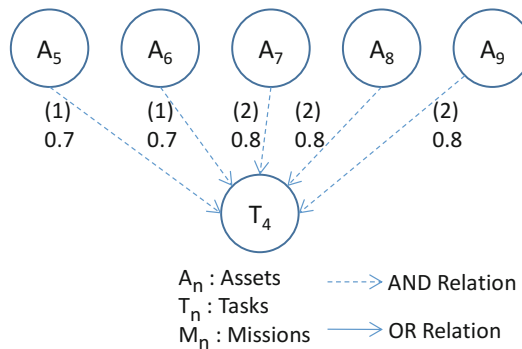 A5 A6 A7 A8 A9
(1) (1) (2) (2) (2)
0.7 0.7 0.8 0.8 0.8
T4
An : Assets
Tn : Tasks
Mn : Missions
AND Relation
OR Relation